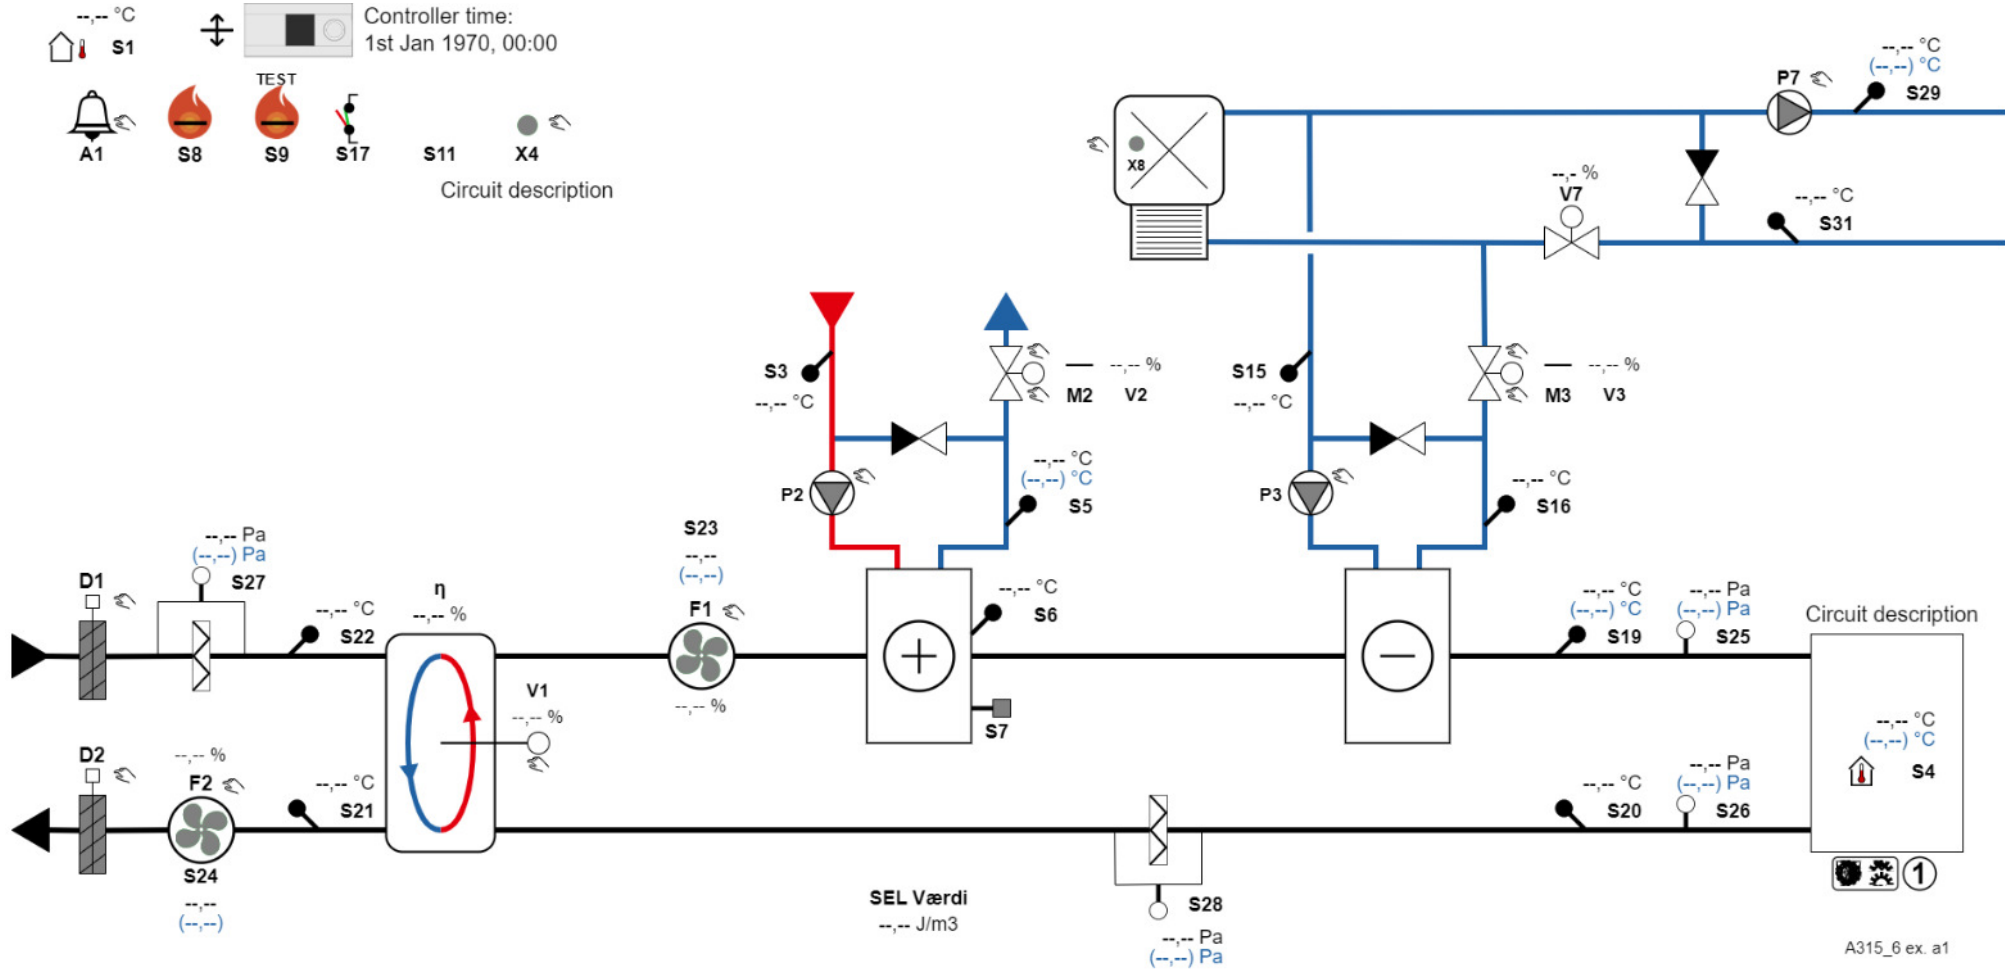 --,-- °C
S1
Controller time:
1st Jan 1970, 00:00
TEST
A1
S8
S9
S17
S11
X4
Circuit description
X8
P7
--,-- °C
(--,--) °C
S29
--,- %
V7
--,-- °C
S31
S3
--,-- °C
--,-- %
M2
V2
S15
--,-- °C
--,-- %
M3
V3
P2
--,-- °C
(--,--) °C
S5
P3
--,-- °C
S16
D1
--,-- Pa
(--,--) Pa
S27
--,-- °C
S22
η
--,-- %
S23
--,--
(--,--)
F1
--,-- %
--,-- °C
S6
S7
--,-- °C
(--,--) °C
S19
--,-- Pa
(--,--) Pa
S25
Circuit description
V1
--,-- %
--,-- °C
(--,--) °C
S4
D2
--,-- %
F2
S24
--,--
(--,--)
--,-- °C
S21
SEL Værdi
--,-- J/m3
S28
--,-- Pa
(--,--) Pa
--,-- °C
S20
--,-- Pa
(--,--) Pa
S26
1
A315_6 ex. a1